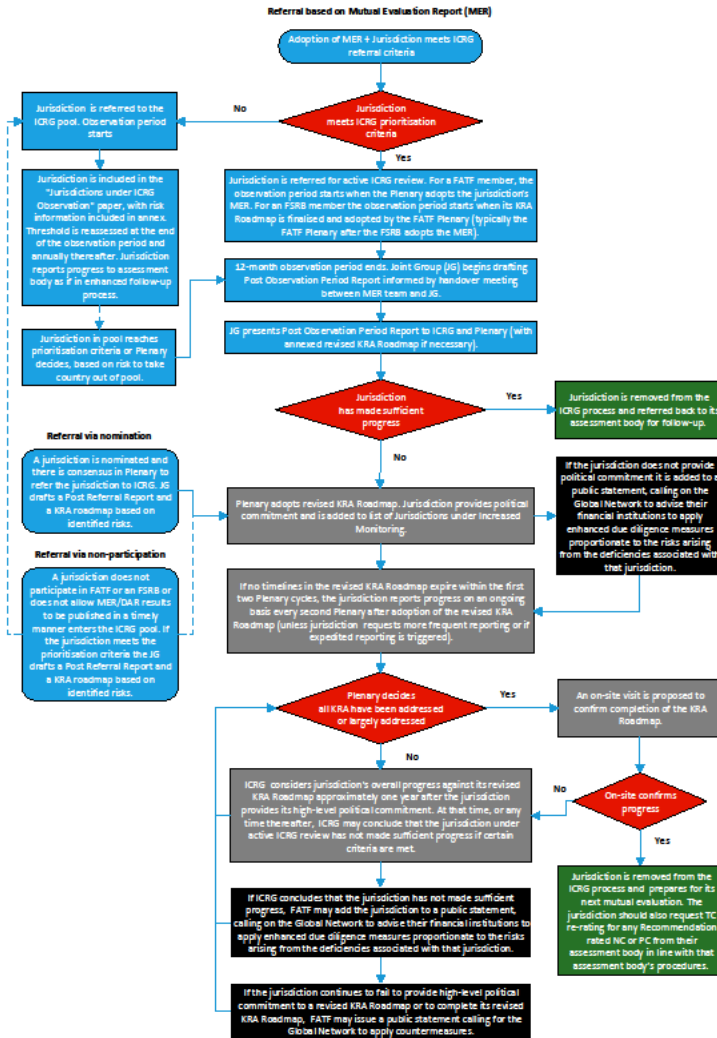 Referral based on Mutual Evaluation Report (MER)
Adoption of MER + Jurisdiction meets ICRG
referral criteria
Jurisdiction
meets ICRG prioritisation
criteria
No
Yes
Jurisdiction is referred to the
ICRG pool. Observation period
starts
Jurisdiction is included in the
"Jurisdictions under ICRG
Observation" paper, with risk
information included in annex.
Threshold is reassessed at the
end of the observation period and
annually thereafter. Jurisdiction
reports progress to assessment
body as if in enhanced follow-up
process.
Jurisdiction in pool reaches
prioritisation criteria or Plenary
decides, based on risk to take
country out of pool.
Jurisdiction is referred for active ICRG review. For a FATF member, the
observation period starts when the Plenary adopts the jurisdiction's
MER. For an FSRB member the observation period starts when its KRA
Roadmap is finalised and adopted by the FATF Plenary (typically the
FATF Plenary after the FSRB adopts the MER).
12-month observation period ends. Joint Group (JG) begins drafting
Post Observation Period Report informed by handover meeting
between MER team and JG.
JG presents Post Observation Period Report to ICRG and Plenary (with
annexed revised KRA Roadmap if necessary).
Jurisdiction
has made sufficient
progress
Yes
Jurisdiction is removed from the
ICRG process and referred back to its
assessment body for follow-up.
No
Referral via nomination
A jurisdiction is nominated and
there is consensus in Plenary to
refer the jurisdiction to ICRG. JG
drafts a Post Referral Report and
a KRA roadmap based on
identified risks.
Plenary adopts revised KRA Roadmap. Jurisdiction provides political
commitment and is added to list of Jurisdictions under Increased
Monitoring.
If the jurisdiction does not provide
political commitment it is added to a
public statement, calling on the
Global Network to advise their
financial institutions to apply
enhanced due diligence measures
proportionate to the risks arising
from the deficiencies associated with
that jurisdiction.
Referral via non-participation
A jurisdiction does not
participate in FATF or an FSRB or
does not allow MER/DAR results
to be published in a timely
manner enters the ICRG pool. If
the jurisdiction meets the
prioritisation criteria the JG
drafts a Post Referral Report and
a KRA roadmap based on
identified risks.
If no timelines in the revised KRA Roadmap expire within the first
two Plenary cycles, the jurisdiction reports progress on an ongoing
basis every second Plenary after adoption of the revised KRA
Roadmap (unless jurisdiction requests more frequent reporting or if
expedited reporting is triggered).
Plenary decides
all KRA have been addressed
or largely addressed
Yes
An on-site visit is proposed to
confirm completion of the KRA
Roadmap.
No
ICRG considers jurisdiction's overall progress against its revised
KRA Roadmap approximately one year after the jurisdiction
provides its high-level political commitment. At that time, or any
time thereafter, ICRG may conclude that the jurisdiction under
active ICRG review has not made sufficient progress if certain
criteria are met.
No
On-site confirms
progress
Yes
If ICRG concludes that the jurisdiction has not made sufficient
progress, FATF may add the jurisdiction to a public statement,
calling on the Global Network to advise their financial institutions to
apply enhanced due diligence measures proportionate to the risks
arising from the deficiencies associated with that jurisdiction.
Jurisdiction is removed from the
ICRG process and prepares for its
next mutual evaluation. The
jurisdiction should also request TC
re-rating for any Recommendation
rated NC or PC from their
assessment body in line with that
assessment body's procedures.
If the jurisdiction continues to fail to provide high-level political
commitment to a revised KRA Roadmap or to complete its revised
KRA Roadmap, FATF may issue a public statement calling for the
Global Network to apply countermeasures.